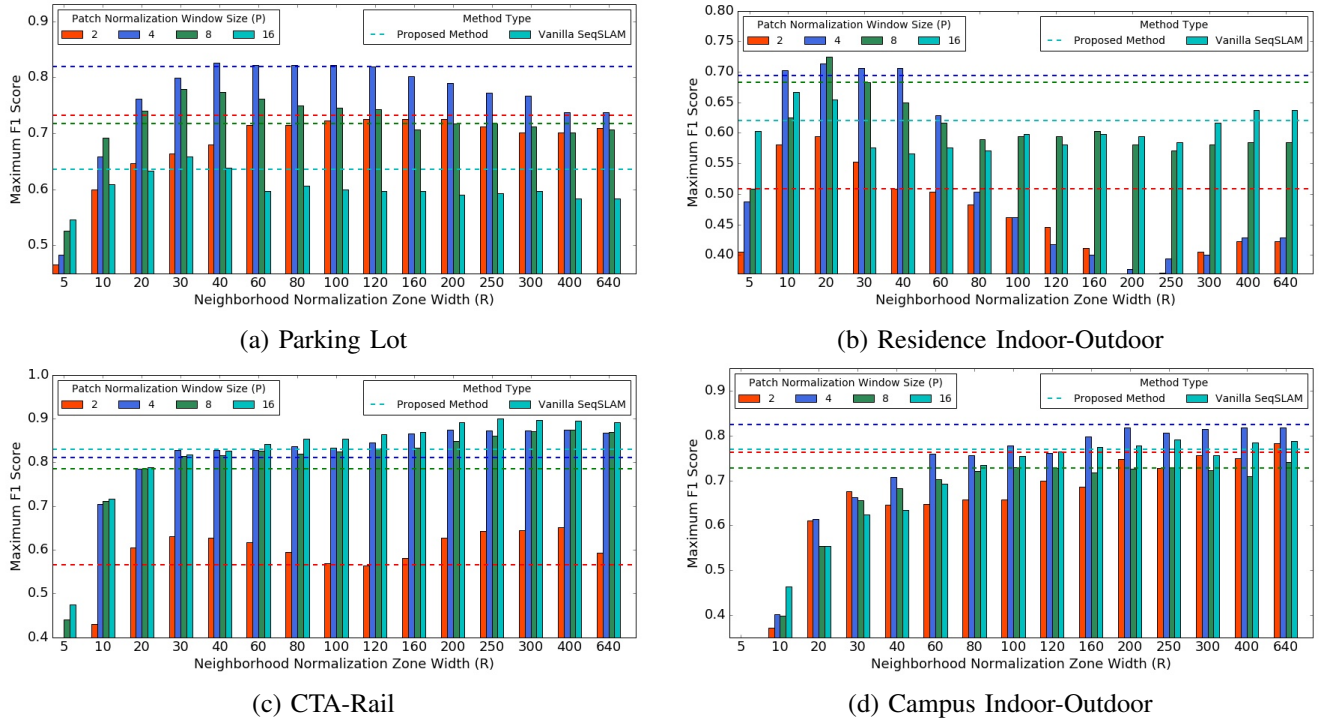 Patch Normalization Window Size (P)
2 4 8 16
Method Type
Proposed Method Vanilla SeqSLAM
Maximum F1 Score
0.9
0.8
0.7
0.6
0.5
5 10 20 30 40 60 80 100 120 160 200 250 300 400 640
Neighborhood Normalization Zone Width (R)
(a) Parking Lot
Patch Normalization Window Size (P)
2 4 8 16
Method Type
Proposed Method Vanilla SeqSLAM
Maximum F1 Score
0.80
0.75
0.70
0.65
0.60
0.55
0.50
0.45
0.40
5 10 20 30 40 60 80 100 120 160 200 250 300 400 640
Neighborhood Normalization Zone Width (R)
(b) Residence Indoor-Outdoor
Patch Normalization Window Size (P)
2 4 8 16
Method Type
Proposed Method Vanilla SeqSLAM
Maximum F1 Score
1.0
0.9
0.8
0.7
0.6
0.5
0.4
5 10 20 30 40 60 80 100 120 160 200 250 300 400 640
Neighborhood Normalization Zone Width (R)
(c) CTA-Rail
Patch Normalization Window Size (P)
2 4 8 16
Method Type
Proposed Method Vanilla SeqSLAM
Maximum F1 Score
0.9
0.8
0.7
0.6
0.5
0.4
5 10 20 30 40 60 80 100 120 160 200 250 300 400 640
Neighborhood Normalization Zone Width (R)
(d) Campus Indoor-Outdoor